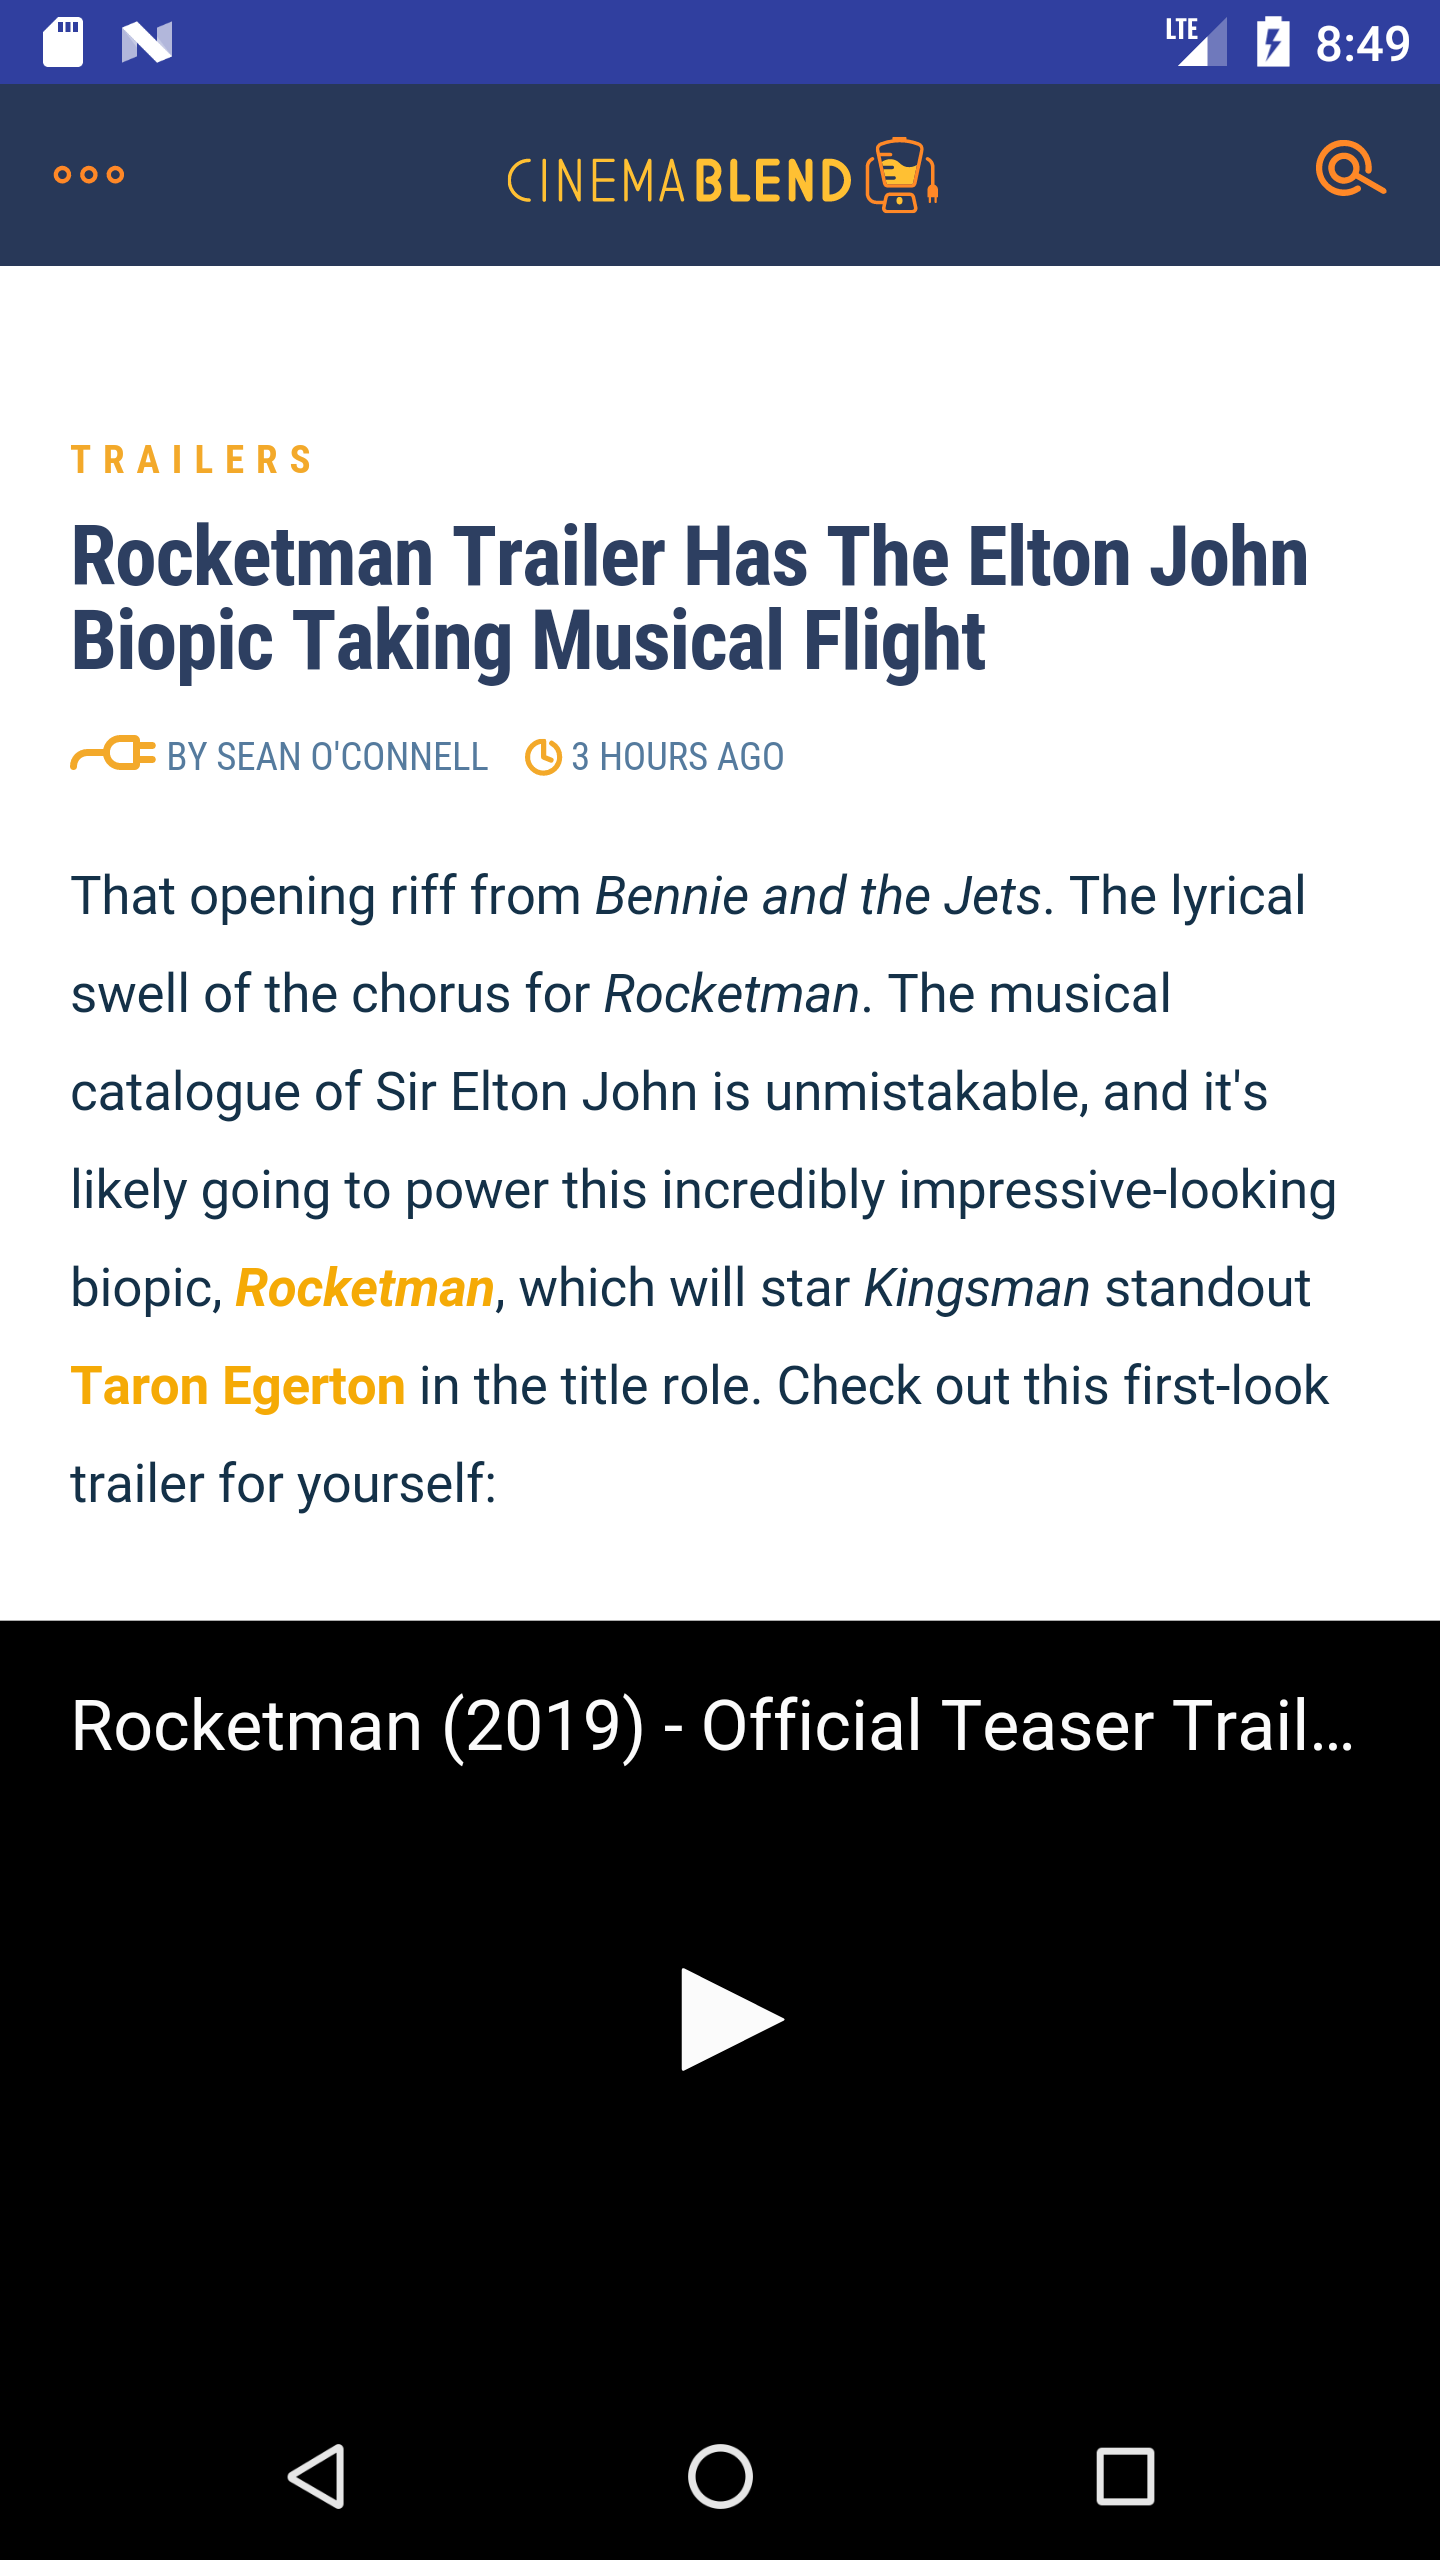 LTE 8:49
CINEMABLEND
TRAILERS
Rocketman Trailer Has The Elton John
Biopic Taking Musical Flight
BY SEAN O'CONNELL 3 HOURS AGO
That opening riff from Bennie and the Jets. The lyrical
swell of the chorus for Rocketman. The musical
catalogue of Sir Elton John is unmistakable, and it's
likely going to power this incredibly impressive-looking
biopic, Rocketman, which will star Kingsman standout
Taron Egerton in the title role. Check out this first-look
trailer for yourself:
Rocketman (2019) - Official Teaser Trail...